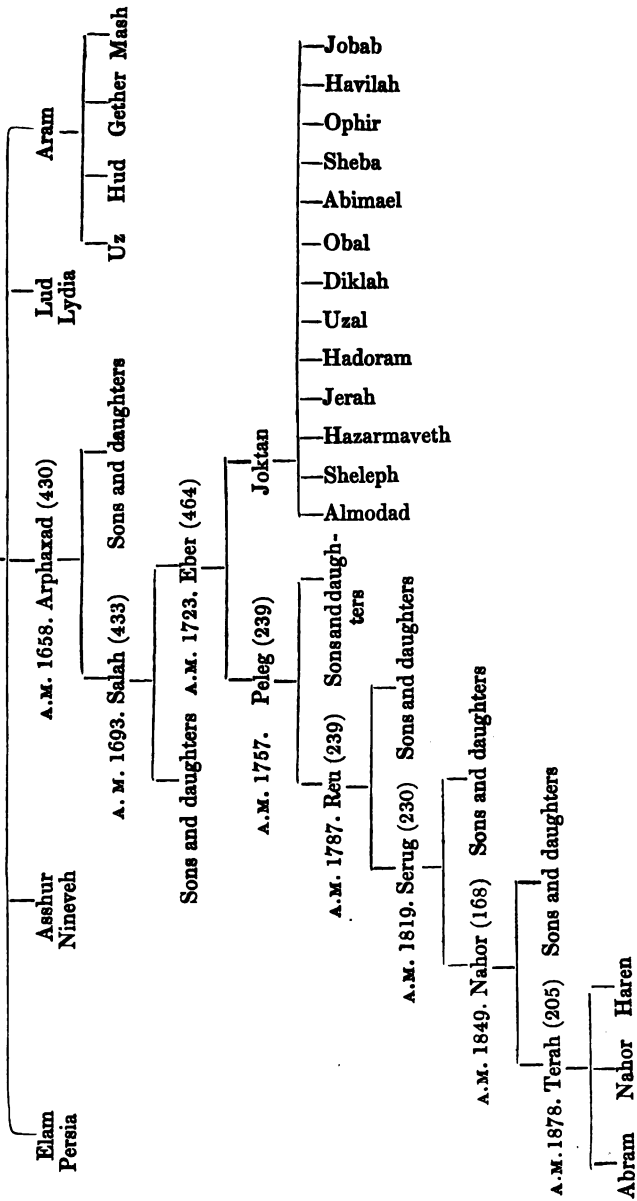 Elam
Persia
Asshur
Nineveh
A.M. 1658. Arphaxad (430)
Lud
Lydia
Aram
A. M. 1693. Salah (433)
Sons and daughters
Uz
Hud
Gether
Mash
Sons and daughters
A.M. 1723. Eber (464)
A.M. 1757. Peleg (239)
Joktan
A.M. 1787. Reu (239)
Sons and daugh-
ters
Almodad
Sheleph
Hazarmaveth
Jerah
Hadoram
Uzal
Diklah
Obal
Abimael
Sheba
Ophir
Havilah
Jobab
A.M. 1819. Serug (230)
Sons and daughters
A.M. 1849. Nahor (168)
Sons and daughters
A.M. 1878. Terah (205)
Sons and daughters
Abram
Nahor
Haren